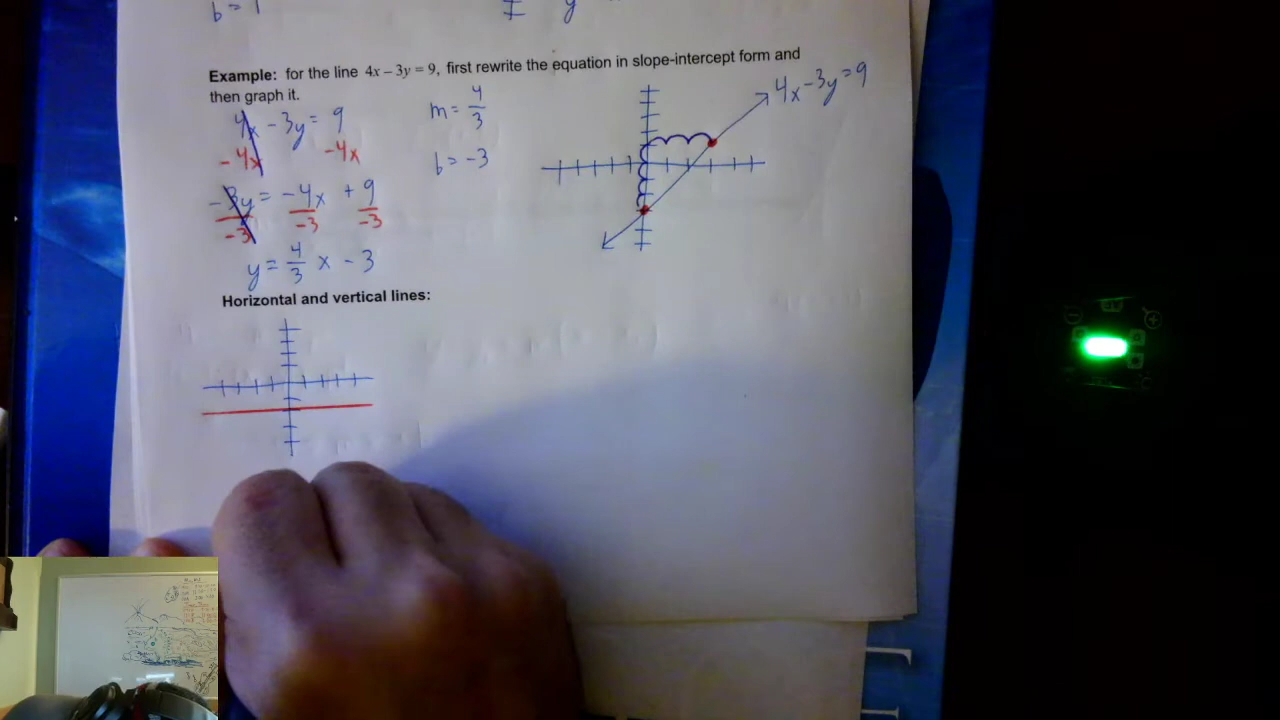 b = 1
y
Example: for the line 4x – 3y = 9, first rewrite the equation in slope-intercept form and
then graph it.
4x - 3y = 9
-4x -4x
-3y = -4x + 9
-3 -3 -3
y = 4/3 x - 3
m = 4/3
b = -3
4x - 3y = 9
Horizontal and vertical lines: